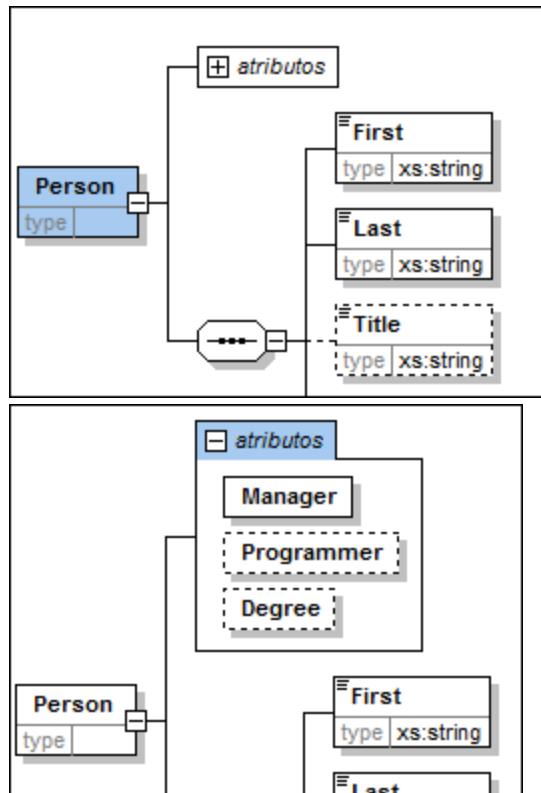 atributos
First
type xs:string
Person
type
Last
type xs:string
Title
type xs:string
atributos
Manager
Programmer
Degree
Person
type
First
type xs:string
Last